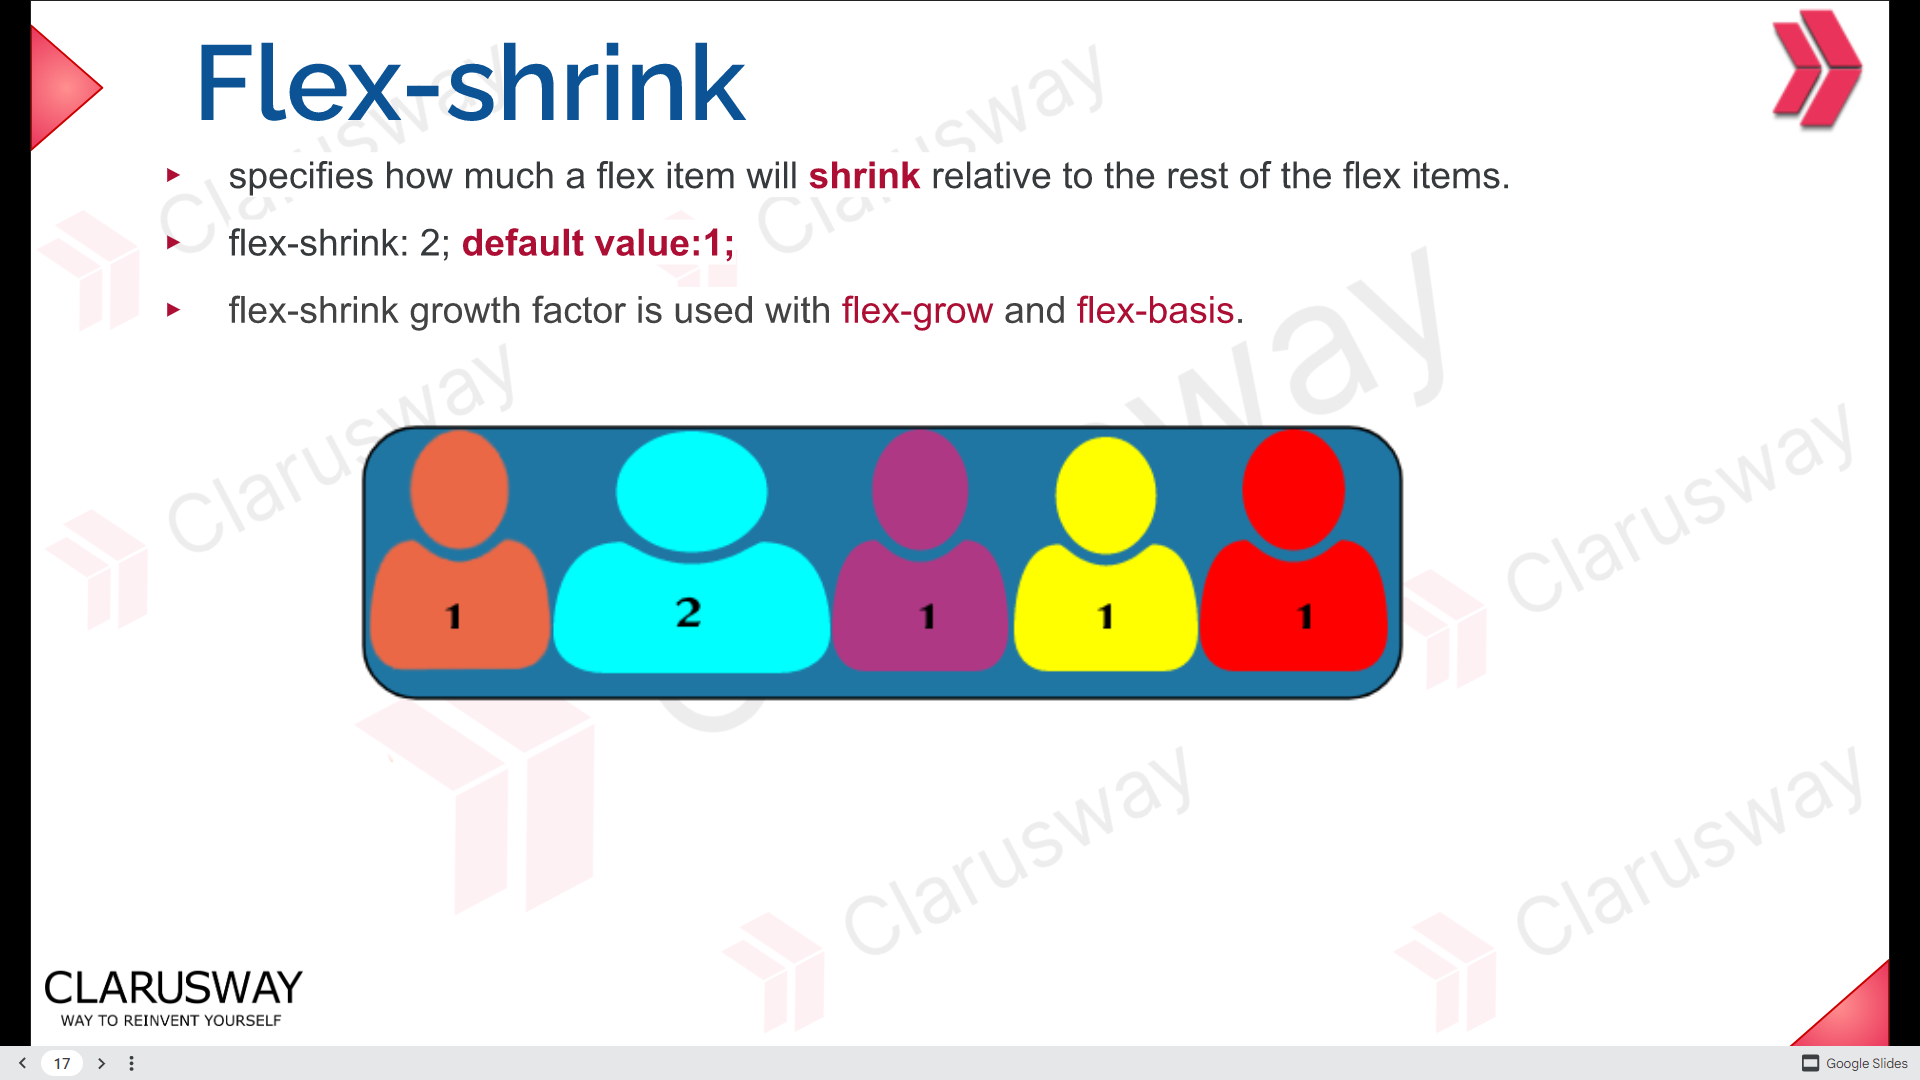 Flex-shrink
specifies how much a flex item will shrink relative to the rest of the flex items.
flex-shrink: 2; default value:1;
flex-shrink growth factor is used with flex-grow and flex-basis.
1 2 1 1 1
Clarusway
Clarusway
Clarusway
Clarusway
Clarusway
Clarusway
CLARUSWAY
WAY TO REINVENT YOURSELF
17
Google Slides